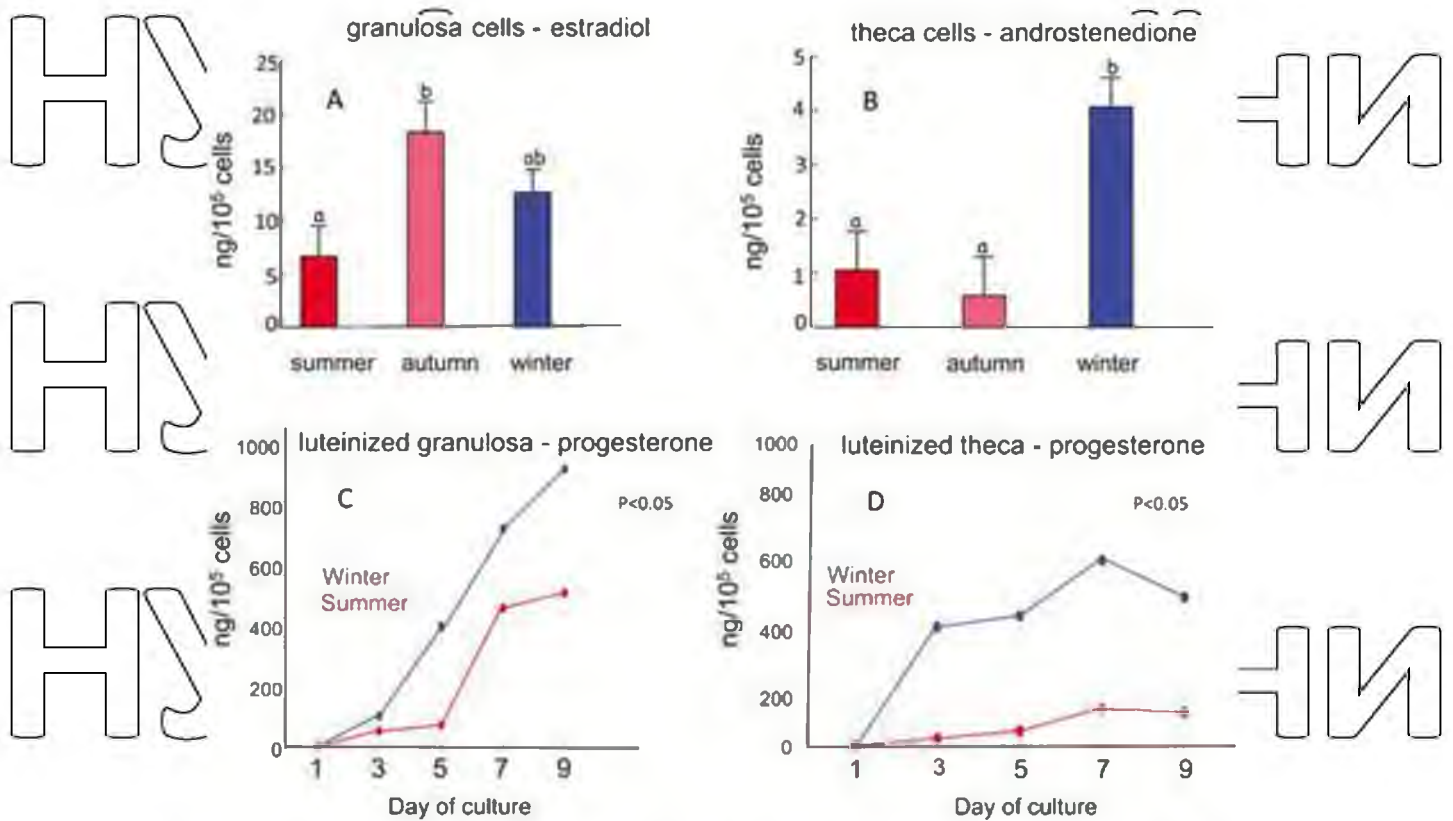 granulosa cells - estradiol
A
ng/10⁵ cells
25
20
15
10
5
0
a
b
ab
summer autumn winter
theca cells - androstenedione
B
ng/10⁵ cells
5
4
3
2
1
0
a
a
b
summer autumn winter
luteinized granulosa - progesterone
C
P<0.05
ng/10⁵ cells
1000
800
600
400
200
0
Winter
Summer
1 3 5 7 9
Day of culture
luteinized theca - progesterone
D
P<0.05
ng/10⁵ cells
1000
800
600
400
200
0
Winter
Summer
1 3 5 7 9
Day of culture